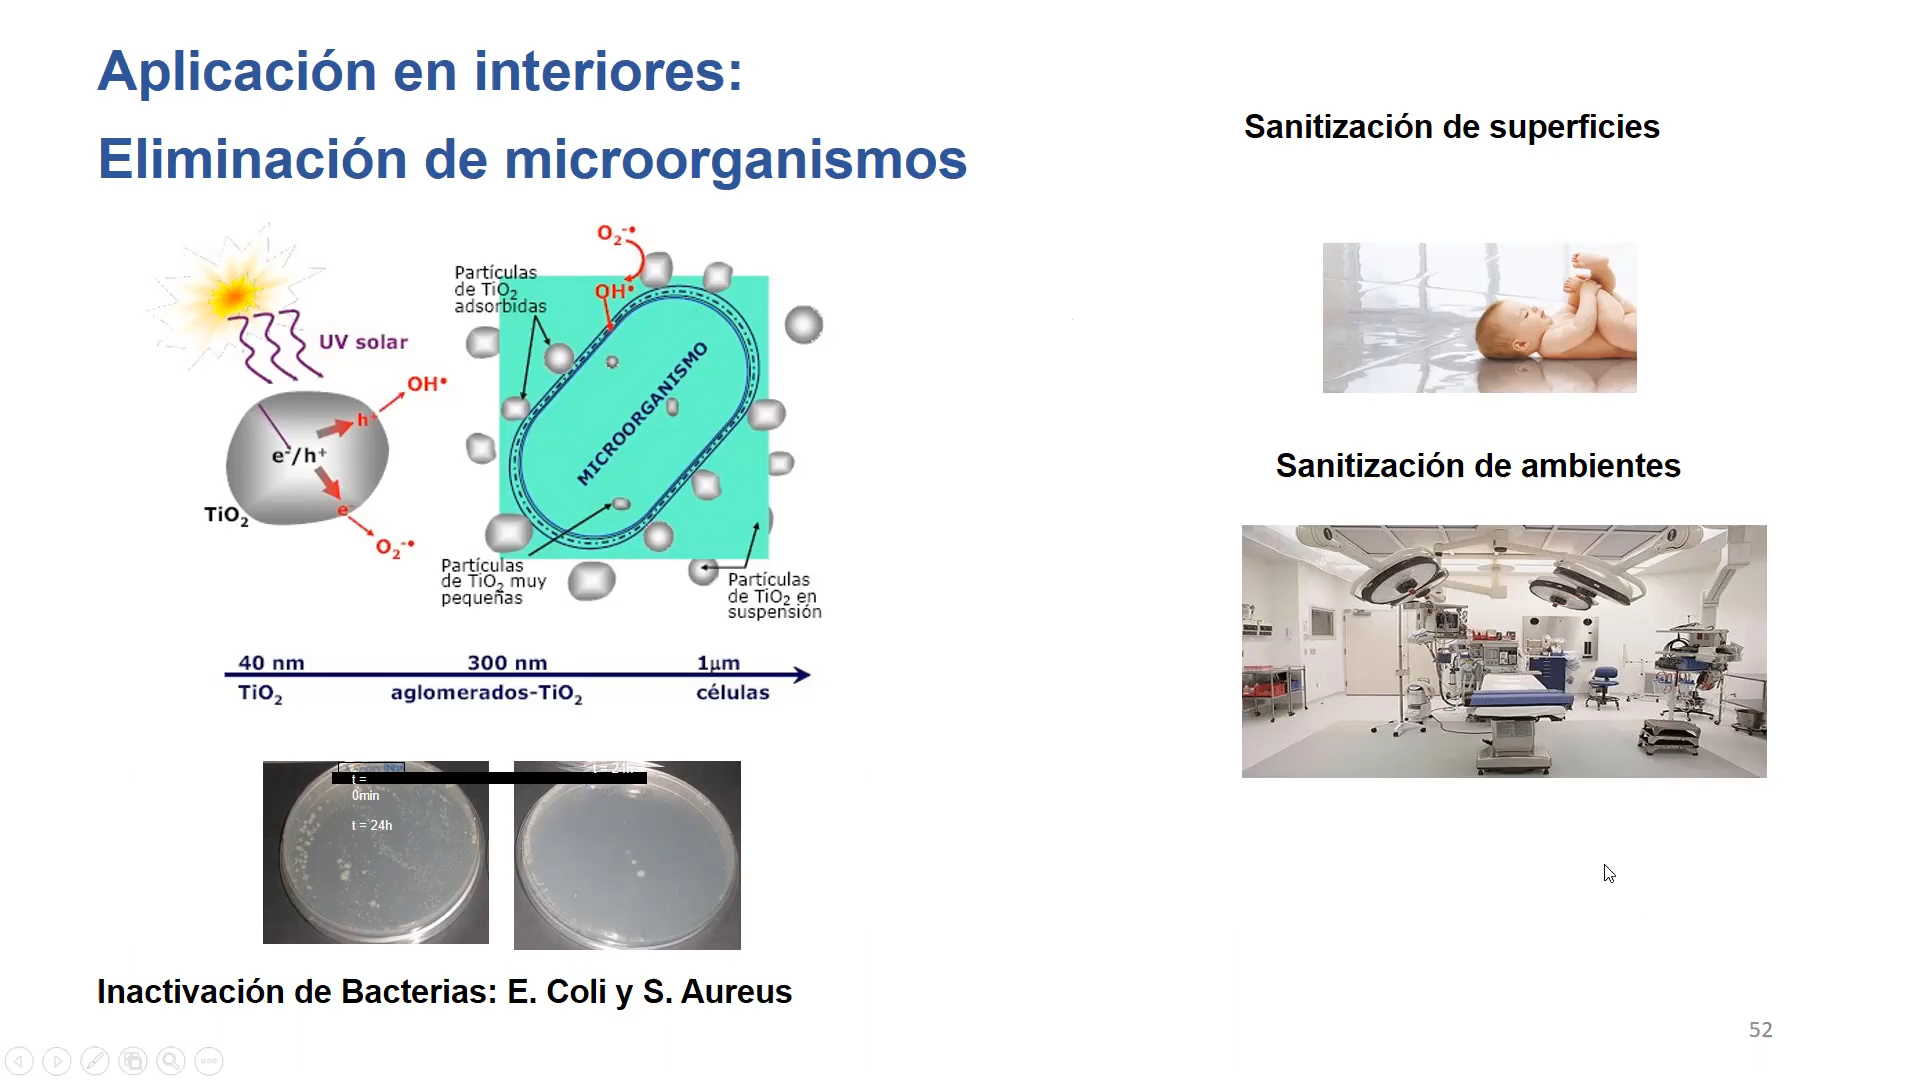 Aplicación en interiores:
Eliminación de microorganismos
Sanitización de superficies
O₂⁻•
Partículas
de TiO₂
adsorbidas
OH•
UV solar
OH•
h⁺
e⁻/h⁺
e⁻
TiO₂
O₂⁻•
MICROORGANISMO
Partículas
de TiO₂ muy
pequeñas
Partículas
de TiO₂ en
suspensión
40 nm 300 nm 1µm
TiO₂ aglomerados-TiO₂ células
Sanitización de ambientes
t =
0min
t = 24h
t = 24h
Inactivación de Bacterias: E. Coli y S. Aureus
52